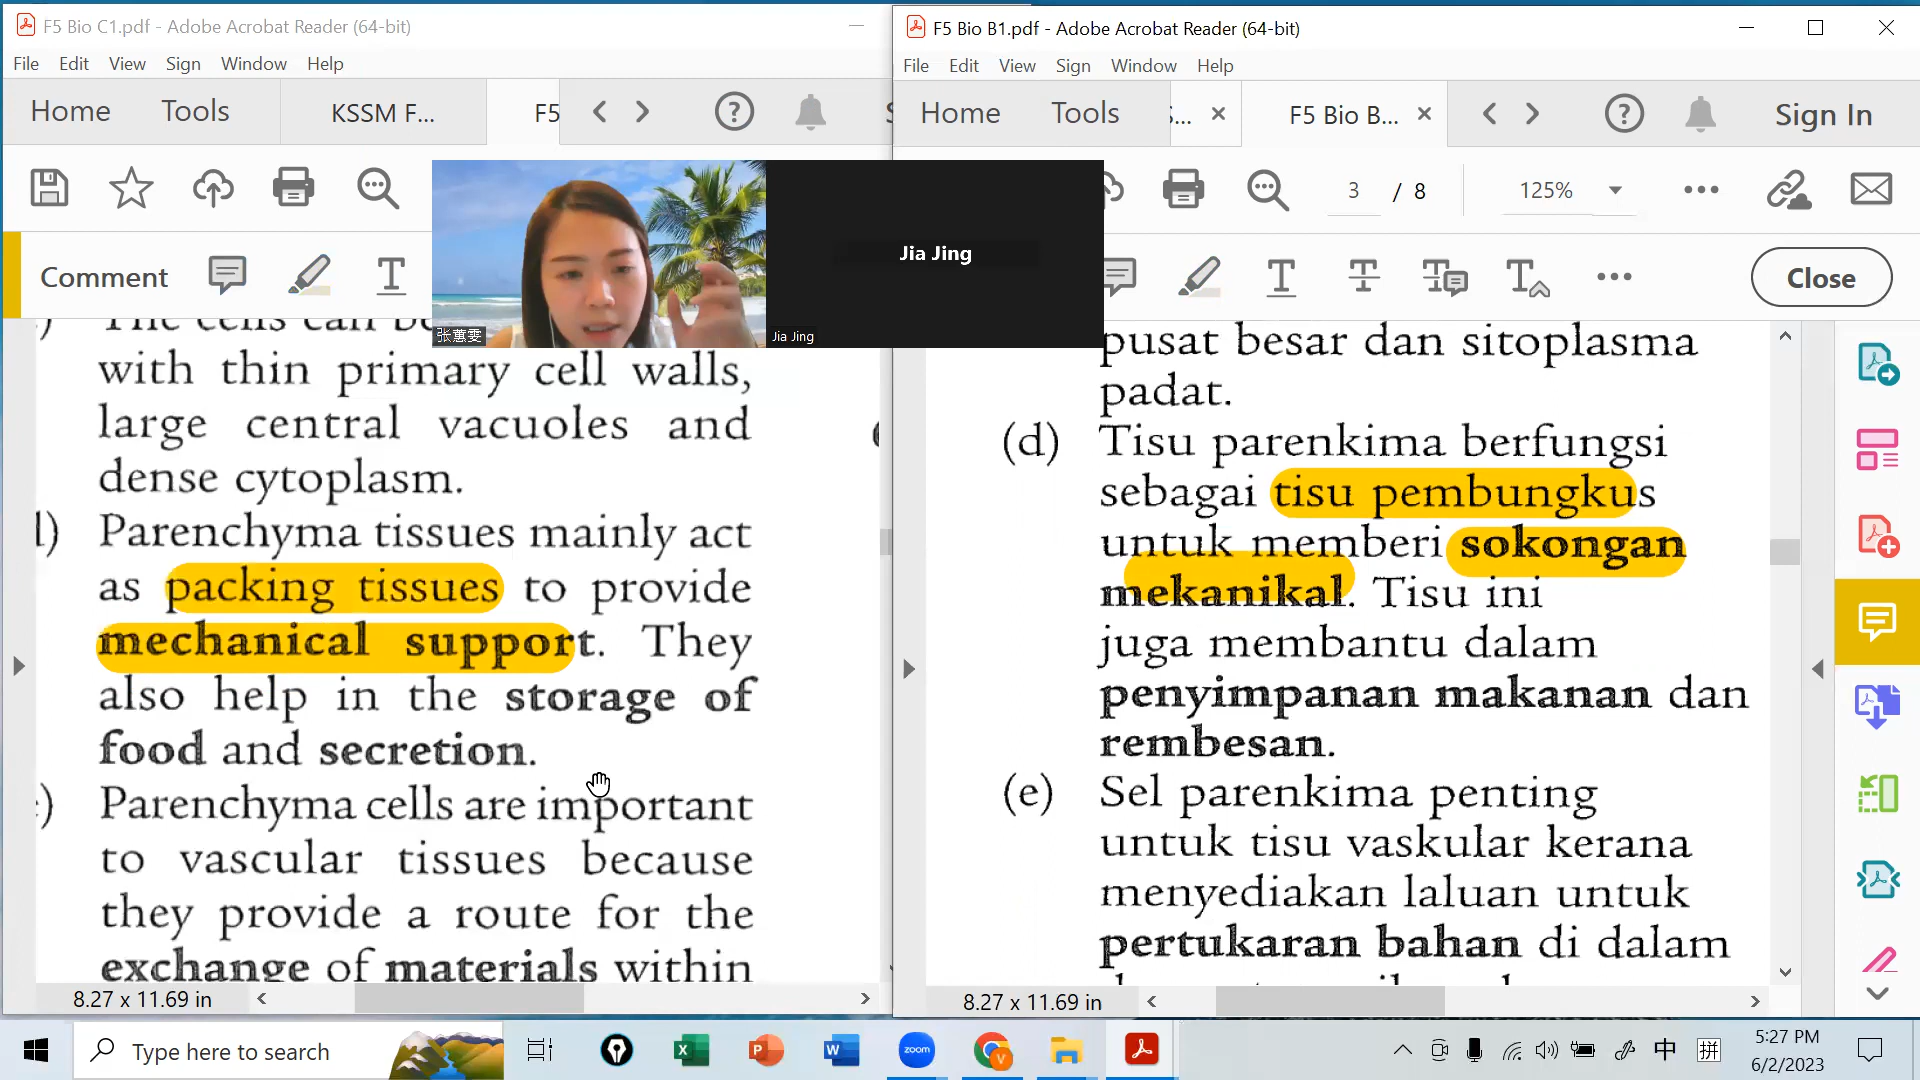 F5 Bio C1.pdf - Adobe Acrobat Reader (64-bit)
File Edit View Sign Window Help
Home Tools KSSM F... F5
Comment
with thin primary cell walls,
large central vacuoles and
dense cytoplasm.
Parenchyma tissues mainly act
as packing tissues to provide
mechanical support. They
also help in the storage of
food and secretion.
Parenchyma cells are important
to vascular tissues because
they provide a route for the
exchange of materials within
8.27 x 11.69 in
张蕙雯
Jia Jing
Jia Jing
F5 Bio B1.pdf - Adobe Acrobat Reader (64-bit)
File Edit View Sign Window Help
Home Tools F5 Bio B... Sign In
3 / 8 125%
Close
pusat besar dan sitoplasma
padat.
(d) Tisu parenkima berfungsi
sebagai tisu pembungkus
untuk memberi sokongan
mekanikal. Tisu ini
juga membantu dalam
penyimpanan makanan dan
rembesan.
(e) Sel parenkima penting
untuk tisu vaskular kerana
menyediakan laluan untuk
pertukaran bahan di dalam
8.27 x 11.69 in
Type here to search
zoom
中
拼
5:27 PM
6/2/2023